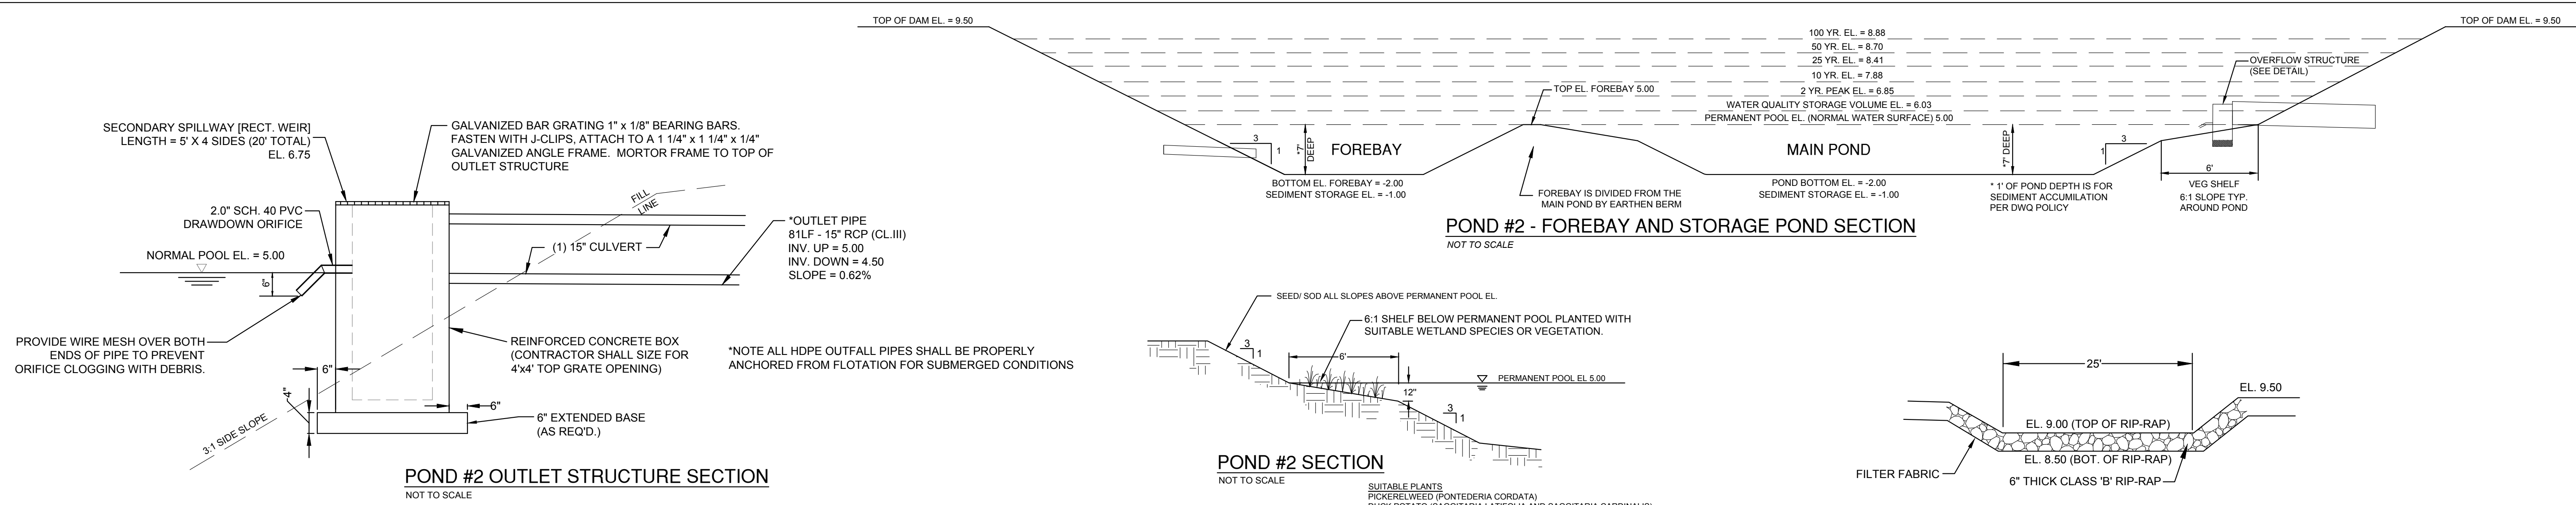 SECONDARY SPILLWAY [RECT. WEIR]
LENGTH = 5' X 4 SIDES (20' TOTAL)
EL. 6.75
GALVANIZED BAR GRATING 1" x 1/8" BEARING BARS.
FASTEN WITH J-CLIPS, ATTACH TO A 1 1/4" x 1 1/4" x 1/4"
GALVANIZED ANGLE FRAME. MORTOR FRAME TO TOP OF
OUTLET STRUCTURE
2.0" SCH. 40 PVC
DRAWDOWN ORIFICE
NORMAL POOL EL. = 5.00
6"
FILL
LINE
(1) 15" CULVERT
*OUTLET PIPE
81LF - 15" RCP (CL.III)
INV. UP = 5.00
INV. DOWN = 4.50
SLOPE = 0.62%
PROVIDE WIRE MESH OVER BOTH
ENDS OF PIPE TO PREVENT
ORIFICE CLOGGING WITH DEBRIS.
REINFORCED CONCRETE BOX
(CONTRACTOR SHALL SIZE FOR
4'x4' TOP GRATE OPENING)
*NOTE ALL HDPE OUTFALL PIPES SHALL BE PROPERLY
ANCHORED FROM FLOTATION FOR SUBMERGED CONDITIONS
6"
4"
6"
6" EXTENDED BASE
(AS REQ'D.)
3:1 SIDE SLOPE
POND #2 OUTLET STRUCTURE SECTION
NOT TO SCALE
TOP OF DAM EL. = 9.50
TOP OF DAM EL. = 9.50
100 YR. EL. = 8.88
50 YR. EL. = 8.70
25 YR. EL. = 8.41
10 YR. EL. = 7.88
2 YR. PEAK EL. = 6.85
WATER QUALITY STORAGE VOLUME EL. = 6.03
PERMANENT POOL EL. (NORMAL WATER SURFACE) 5.00
TOP EL. FOREBAY 5.00
OVERFLOW STRUCTURE
(SEE DETAIL)
3
1
*7'
DEEP
FOREBAY
MAIN POND
*7' DEEP
3
1
6'
BOTTOM EL. FOREBAY = -2.00
SEDIMENT STORAGE EL. = -1.00
FOREBAY IS DIVIDED FROM THE
MAIN POND BY EARTHEN BERM
POND BOTTOM EL. = -2.00
SEDIMENT STORAGE EL. = -1.00
* 1' OF POND DEPTH IS FOR
SEDIMENT ACCUMILATION
PER DWQ POLICY
VEG SHELF
6:1 SLOPE TYP.
AROUND POND
POND #2 - FOREBAY AND STORAGE POND SECTION
NOT TO SCALE
SEED/ SOD ALL SLOPES ABOVE PERMANENT POOL EL.
6:1 SHELF BELOW PERMANENT POOL PLANTED WITH
SUITABLE WETLAND SPECIES OR VEGETATION.
3
1
6'
PERMANENT POOL EL 5.00
12"
3
1
POND #2 SECTION
NOT TO SCALE
SUITABLE PLANTS
PICKERELWEED (PONTEDERIA CORDATA)
25'
EL. 9.50
EL. 9.00 (TOP OF RIP-RAP)
EL. 8.50 (BOT. OF RIP-RAP)
FILTER FABRIC
6" THICK CLASS 'B' RIP-RAP